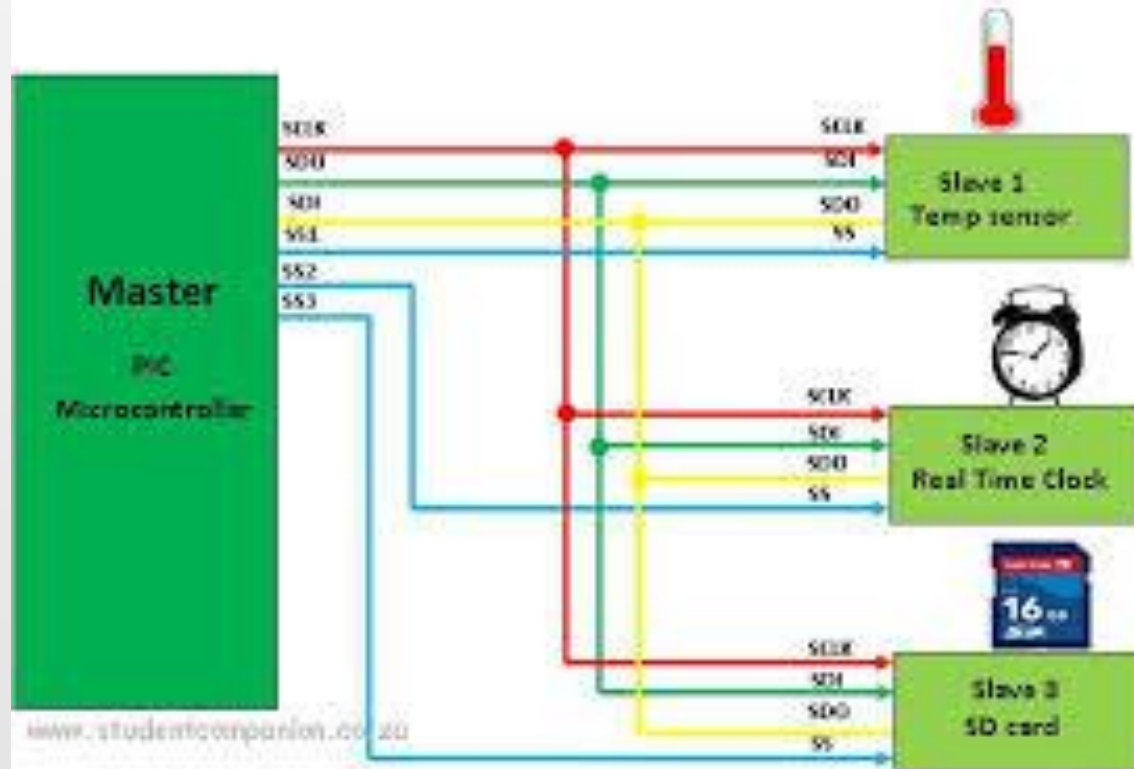 SCLK
SDO
SDI
SS1
SS2
SS3
Master
PIC
Microcontroller
SCLK
SDI
SDO
SS
Slave 1
Temp sensor
SCLK
SDI
SDO
SS
Slave 2
Real Time Clock
16 GB
SCLK
SDI
SDO
SS
Slave 3
SD card
www.studentcompanion.co.za